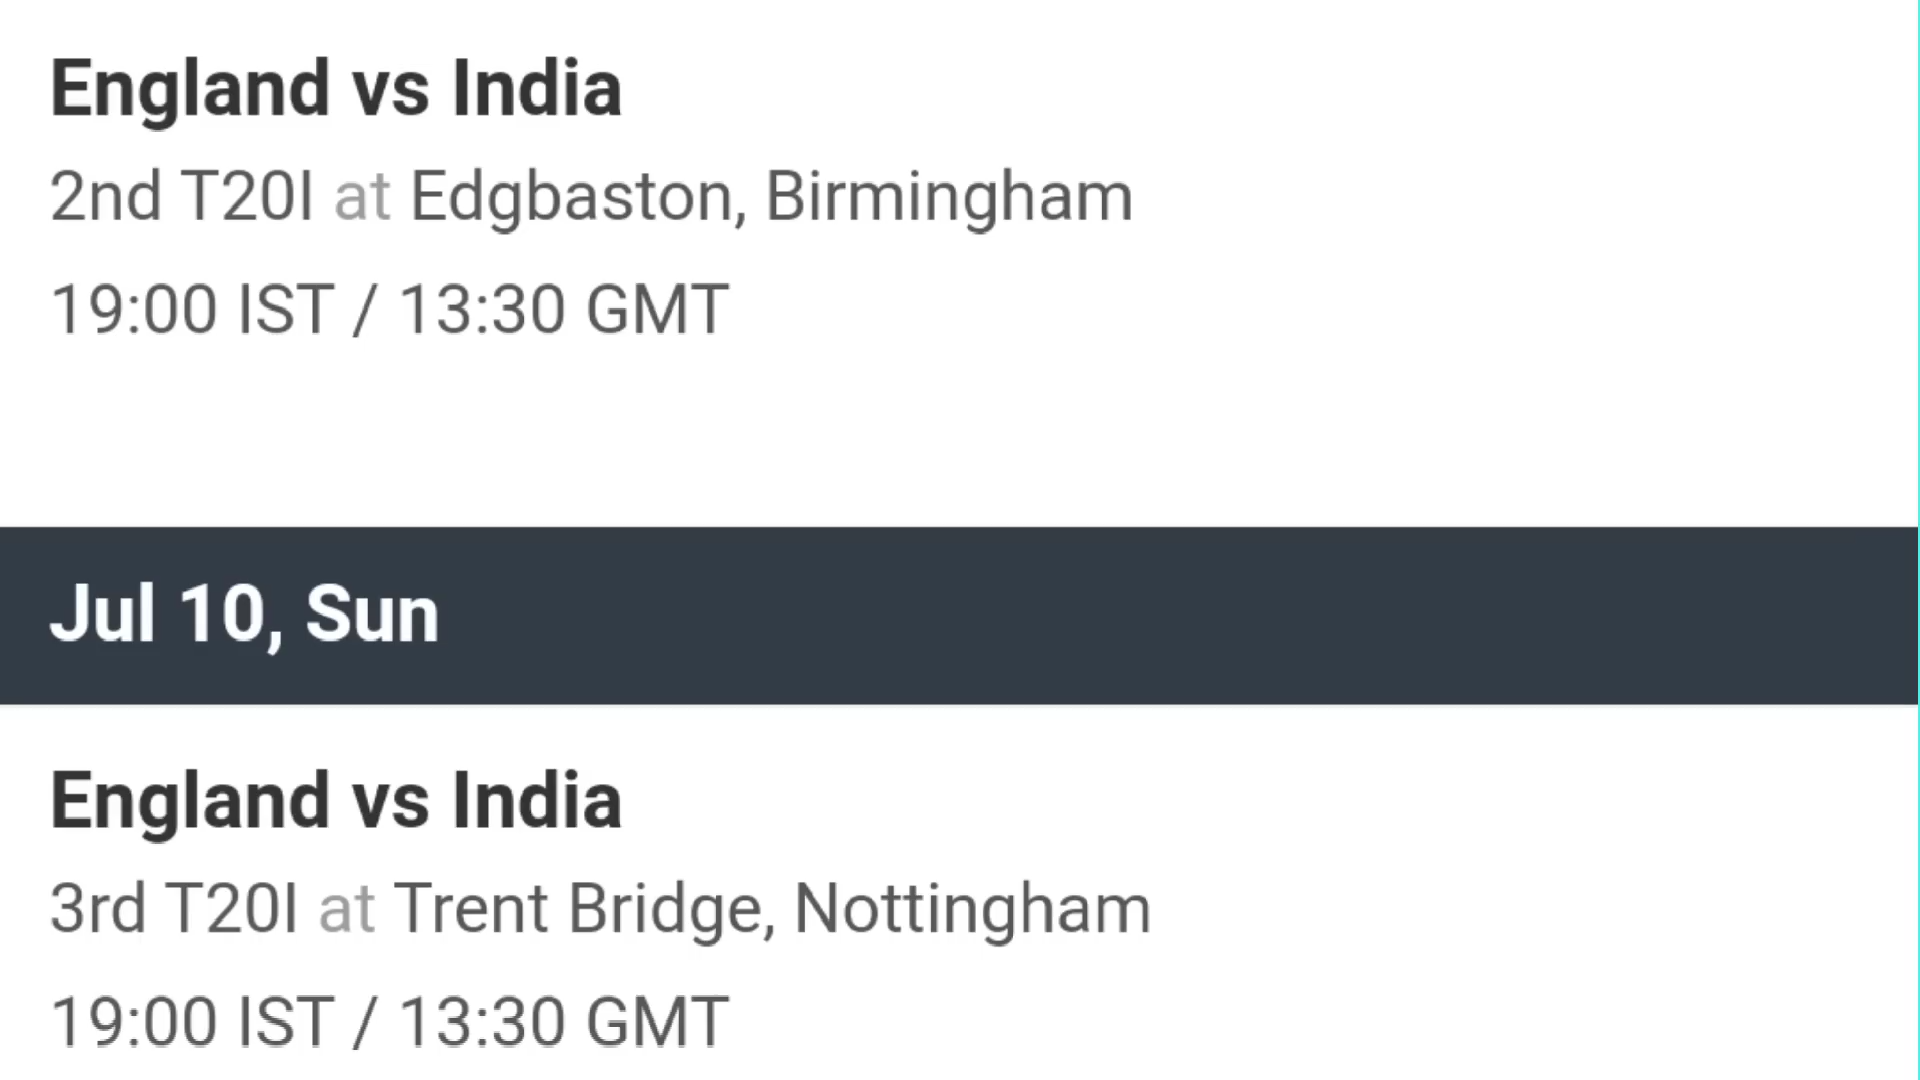 England vs India
2nd T20I at Edgbaston, Birmingham
19:00 IST / 13:30 GMT
Jul 10, Sun
England vs India
3rd T20I at Trent Bridge, Nottingham
19:00 IST / 13:30 GMT